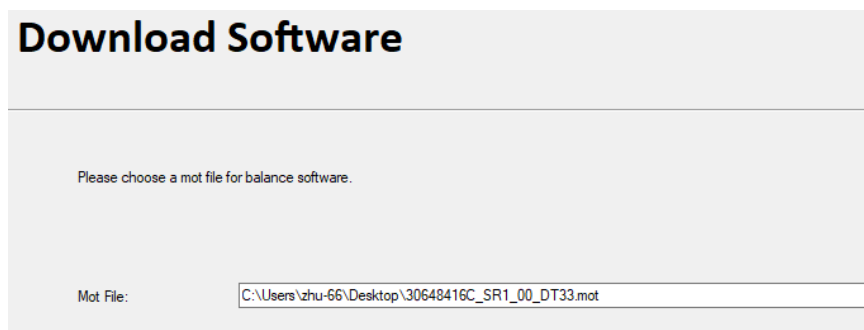 Download Software
Please choose a mot file for balance software.
Mot File: C:\Users\zhu-66\Desktop\30648416C_SR1_00_DT33.mot